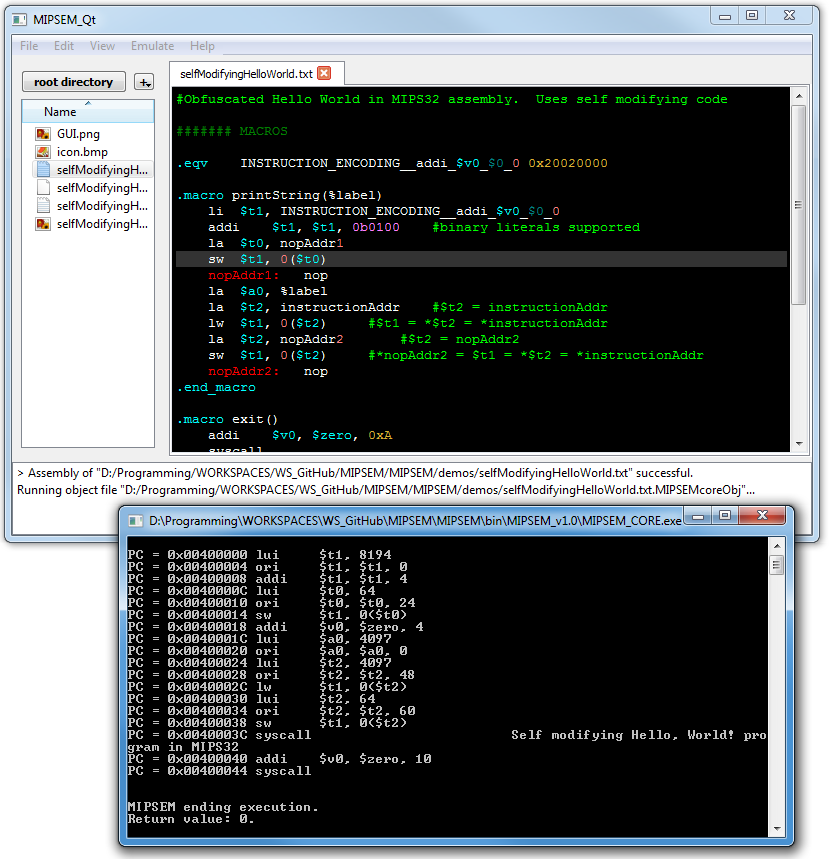 MIPSEM_Qt
File Edit View Emulate Help
root directory
Name
GUI.png
icon.bmp
selfModifyingH...
selfModifyingH...
selfModifyingH...
selfModifyingH...
selfModifyingHelloWorld.txt
#Obfuscated Hello World in MIPS32 assembly.  Uses self modifying code
####### MACROS
.eqv    INSTRUCTION_ENCODING__addi_$v0_$0_0 0x20020000
.macro printString(%label)
    li  $t1, INSTRUCTION_ENCODING__addi_$v0_$0_0
    addi    $t1, $t1, 0b0100    #binary literals supported
    la  $t0, nopAddr1
    sw  $t1, 0($t0)
    nopAddr1:   nop
    la  $a0, %label
    la  $t2, instructionAddr    #$t2 = instructionAddr
    lw  $t1, 0($t2)     #$t1 = *$t2 = *instructionAddr
    la  $t2, nopAddr2       #$t2 = nopAddr2
    sw  $t1, 0($t2)     #*nopAddr2 = $t1 = *$t2 = *instructionAddr
    nopAddr2:   nop
.end_macro
.macro exit()
    addi    $v0, $zero, 0xA
    syscall
> Assembly of "D:/Programming/WORKSPACES/WS_GitHub/MIPSEM/MIPSEM/demos/selfModifyingHelloWorld.txt" successful.
Running object file "D:/Programming/WORKSPACES/WS_GitHub/MIPSEM/MIPSEM/demos/selfModifyingHelloWorld.txt.MIPSEMcoreObj"...
D:\Programming\WORKSPACES\WS_GitHub\MIPSEM\MIPSEM\bin\MIPSEM_v1.0\MIPSEM_CORE.exe
PC = 0x00400000 lui     $t1, 8194
PC = 0x00400004 ori     $t1, $t1, 0
PC = 0x00400008 addi    $t1, $t1, 4
PC = 0x0040000C lui     $t0, 64
PC = 0x00400010 ori     $t0, $t0, 24
PC = 0x00400014 sw      $t1, 0($t0)
PC = 0x00400018 addi    $v0, $zero, 4
PC = 0x0040001C lui     $a0, 4097
PC = 0x00400020 ori     $a0, $a0, 0
PC = 0x00400024 lui     $t2, 4097
PC = 0x00400028 ori     $t2, $t2, 48
PC = 0x0040002C lw      $t1, 0($t2)
PC = 0x00400030 lui     $t2, 64
PC = 0x00400034 ori     $t2, $t2, 60
PC = 0x00400038 sw      $t1, 0($t2)
PC = 0x0040003C syscall                         Self modifying Hello, World! pro
gram in MIPS32
PC = 0x00400040 addi    $v0, $zero, 10
PC = 0x00400044 syscall
MIPSEM ending execution.
Return value: 0.